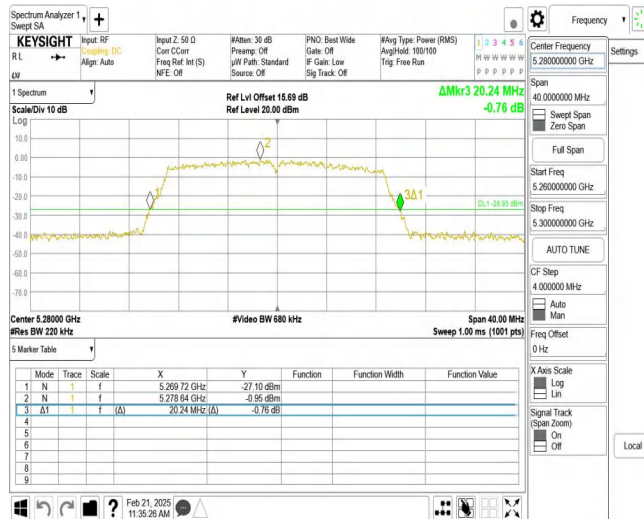 Spectrum Analyzer 1
Swept SA
Frequency
KEYSIGHT
R L
Input: RF
Coupling: DC
Align: Auto
Input Z: 50 Ω
Corr CCorr
Freq Ref: Int (S)
NFE: Off
#Atten: 30 dB
Preamp: Off
µW Path: Standard
Source: Off
PNO: Best Wide
Gate: Off
IF Gain: Low
Sig Track: Off
#Avg Type: Power (RMS)
Avg|Hold: 100/100
Trig: Free Run
1 2 3 4 5 6
M W W W W W
P P P P P P
1 Spectrum
Scale/Div 10 dB
Ref Lvl Offset 15.69 dB
Ref Level 20.00 dBm
ΔMkr3 20.24 MHz
-0.76 dB
Log
10.0
0.00
-10.0
-20.0
-30.0
-40.0
-50.0
-60.0
-70.0
1
2
3Δ1
DL1 -26.95 dBm
Center 5.28000 GHz
#Res BW 220 kHz
#Video BW 680 kHz
Span 40.00 MHz
Sweep 1.00 ms (1001 pts)
5 Marker Table
Mode Trace Scale X Y Function Function Width Function Value
1 N 1 f 5.269 72 GHz -27.10 dBm
2 N 1 f 5.278 64 GHz -0.95 dBm
3 Δ1 1 f (Δ) 20.24 MHz (Δ) -0.76 dB
4
5
6
7
8
9
Feb 21, 2025
11:35:26 AM
Center Frequency
5.280000000 GHz
Settings
Span
40.0000000 MHz
Swept Span
Zero Span
Full Span
Start Freq
5.260000000 GHz
Stop Freq
5.300000000 GHz
AUTO TUNE
CF Step
4.000000 MHz
Auto
Man
Freq Offset
0 Hz
X Axis Scale
Log
Lin
Signal Track
(Span Zoom)
On
Off
Local